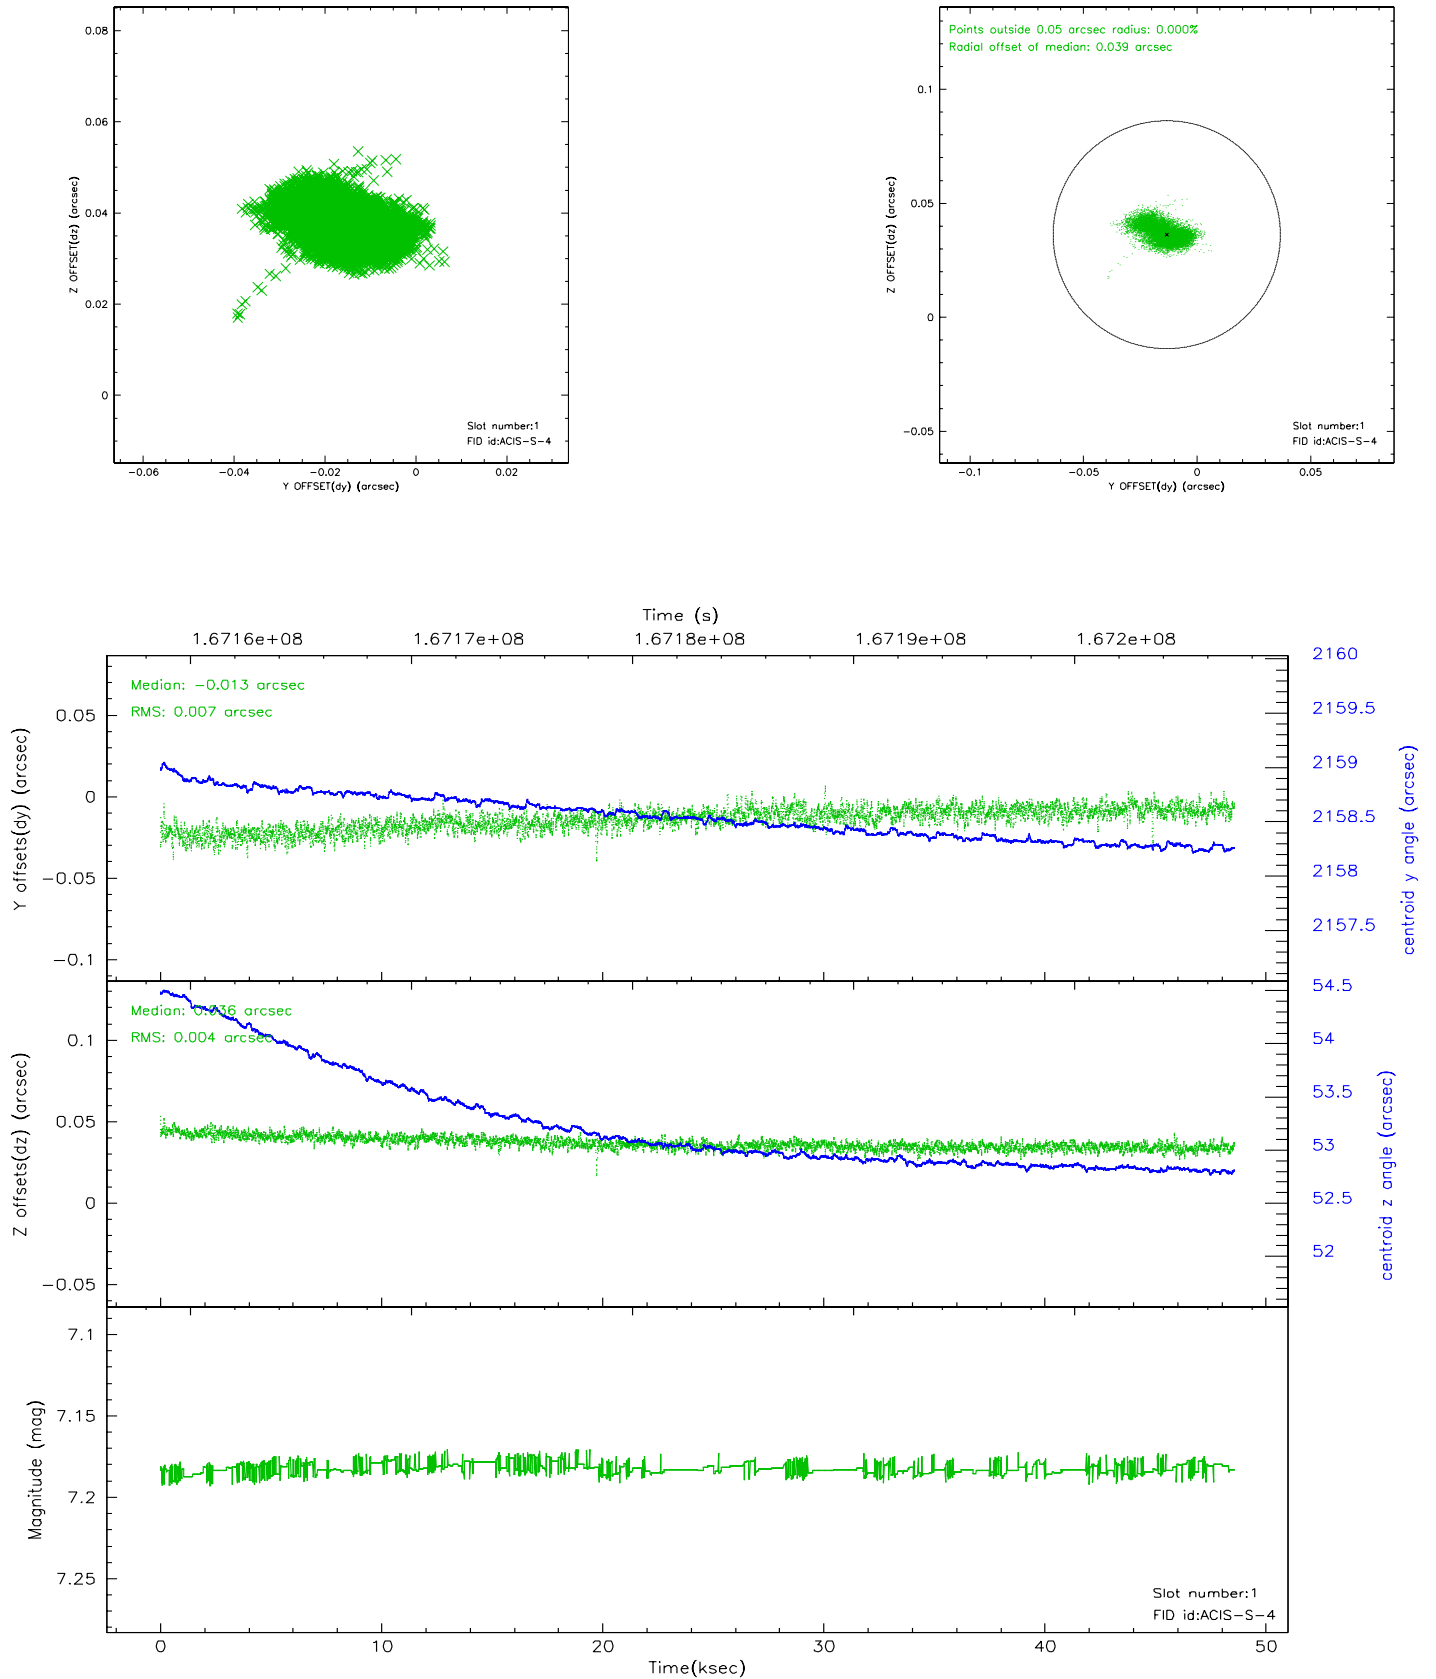 0.08
0.06
0.04
0.02
0
Z OFFSET(dz) (arcsec)
Slot number:1
FID id:ACIS-S-4
-0.06 -0.04 -0.02 0 0.02
Y OFFSET(dy) (arcsec)
Points outside 0.05 arcsec radius: 0.000%
Radial offset of median: 0.039 arcsec
0.1
0.05
0
-0.05
Z OFFSET(dz) (arcsec)
Slot number:1
FID id:ACIS-S-4
-0.1 -0.05 0 0.05
Y OFFSET(dy) (arcsec)
Time (s)
1.6716e+08 1.6717e+08 1.6718e+08 1.6719e+08 1.672e+08
Median: -0.013 arcsec
RMS: 0.007 arcsec
0.05
0
-0.05
-0.1
Y offsets(dy) (arcsec)
2160
2159.5
2159
2158.5
2158
2157.5
centroid y angle (arcsec)
Median: 0.036 arcsec
RMS: 0.004 arcsec
0.1
0.05
0
-0.05
Z offsets(dz) (arcsec)
54.5
54
53.5
53
52.5
52
centroid z angle (arcsec)
7.1
7.15
7.2
7.25
Magnitude (mag)
Slot number:1
FID id:ACIS-S-4
0 10 20 30 40 50
Time(ksec)